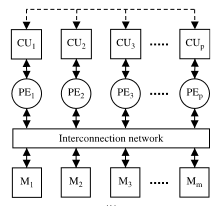 CU₁ CU₂ CU₃ ····· CUₚ
PE₁ PE₂ PE₃ ····· PEₚ
Interconnection network
M₁ M₂ M₃ ····· Mₘ